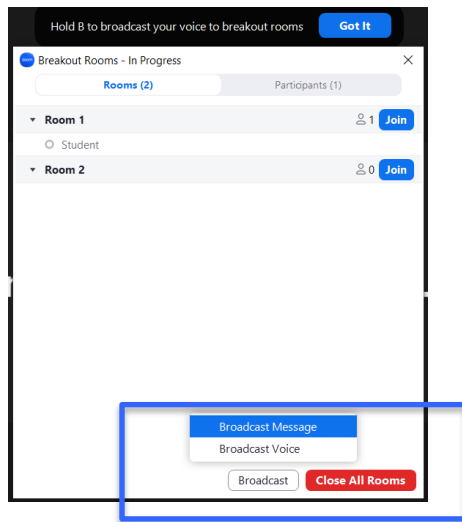 Hold B to broadcast your voice to breakout rooms Got It
Breakout Rooms - In Progress
Rooms (2) Participants (1)
Room 1 1 Join
Student
Room 2 0 Join
Broadcast Message
Broadcast Voice
Broadcast Close All Rooms